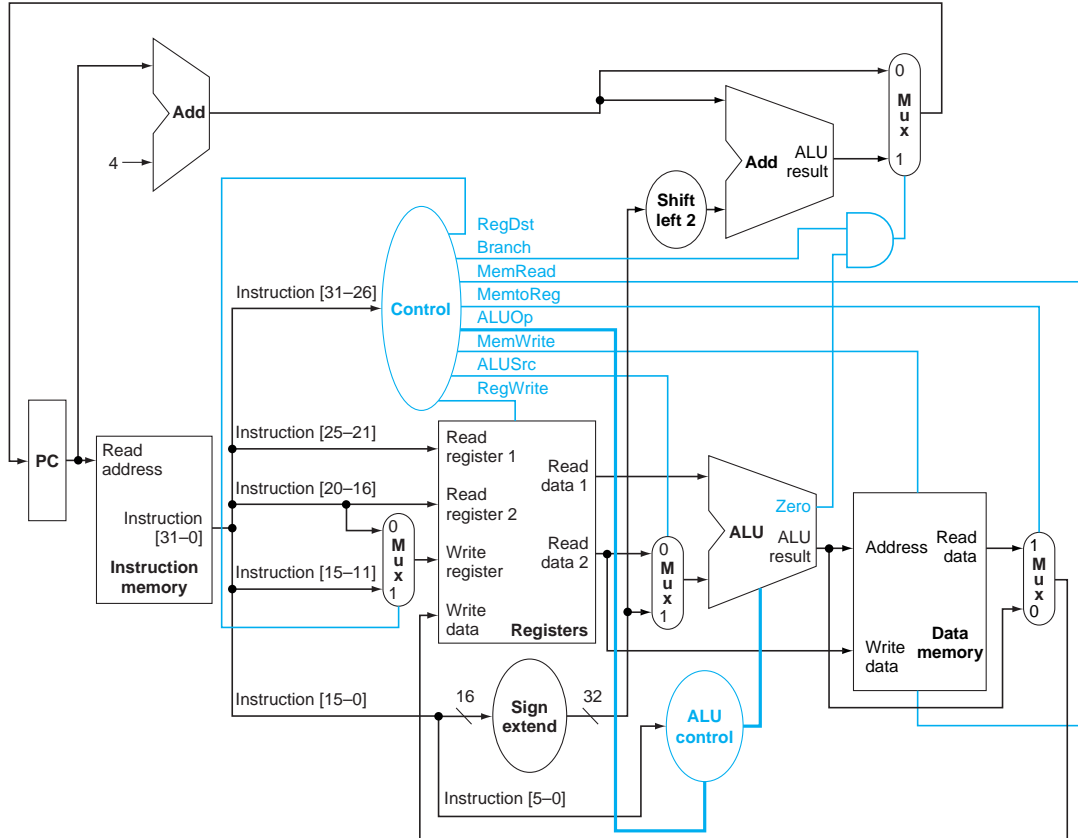 Add
4
Add
ALU
result
0
M
u
x
1
Shift
left 2
RegDst
Branch
MemRead
MemtoReg
ALUOp
MemWrite
ALUSrc
RegWrite
Control
Instruction [31–26]
Instruction [25–21]
Instruction [20–16]
Instruction [15–11]
Instruction [15–0]
Instruction [5–0]
PC
Read
address
Instruction
[31–0]
Instruction
memory
0
M
u
x
1
Read
register 1
Read
register 2
Write
register
Write
data
Read
data 1
Read
data 2
Registers
0
M
u
x
1
Zero
ALU
ALU
result
Address
Read
data
Write
data
Data
memory
1
M
u
x
0
16
Sign
extend
32
ALU
control